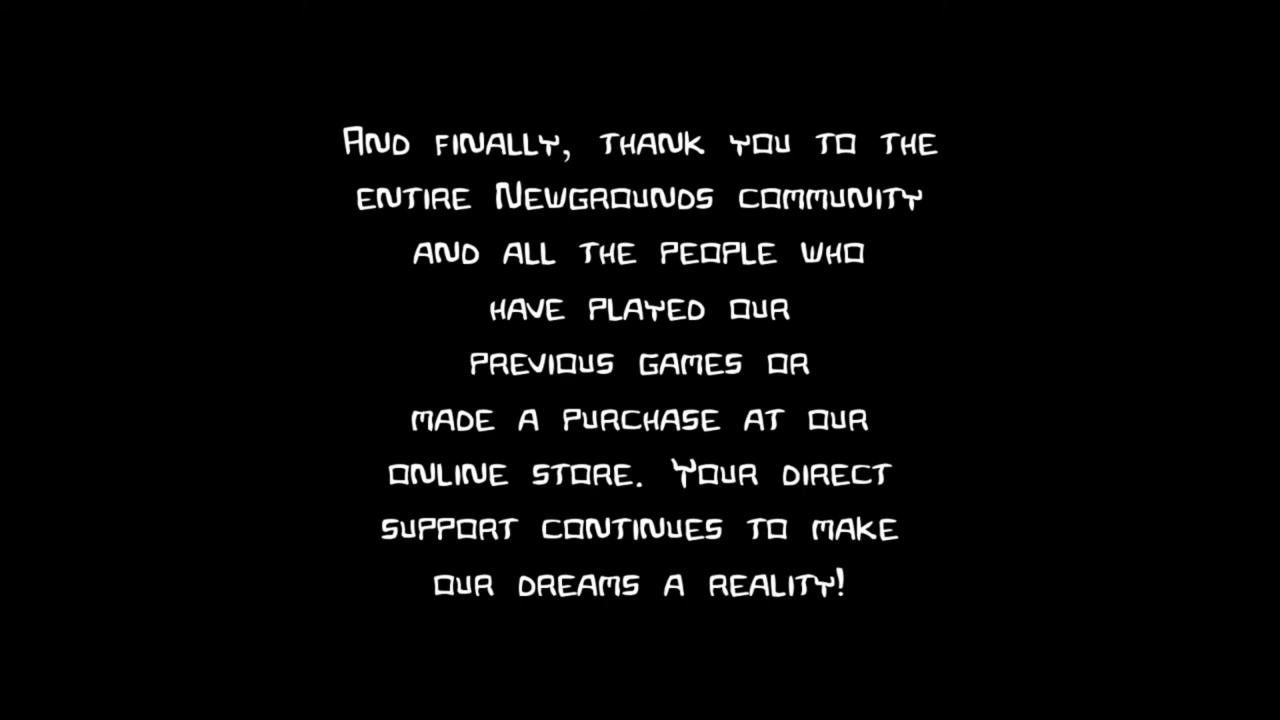 And finally, thank you to the
entire Newgrounds community
and all the people who
have played our
previous games or
made a purchase at our
online store. Your direct
support continues to make
our dreams a reality!